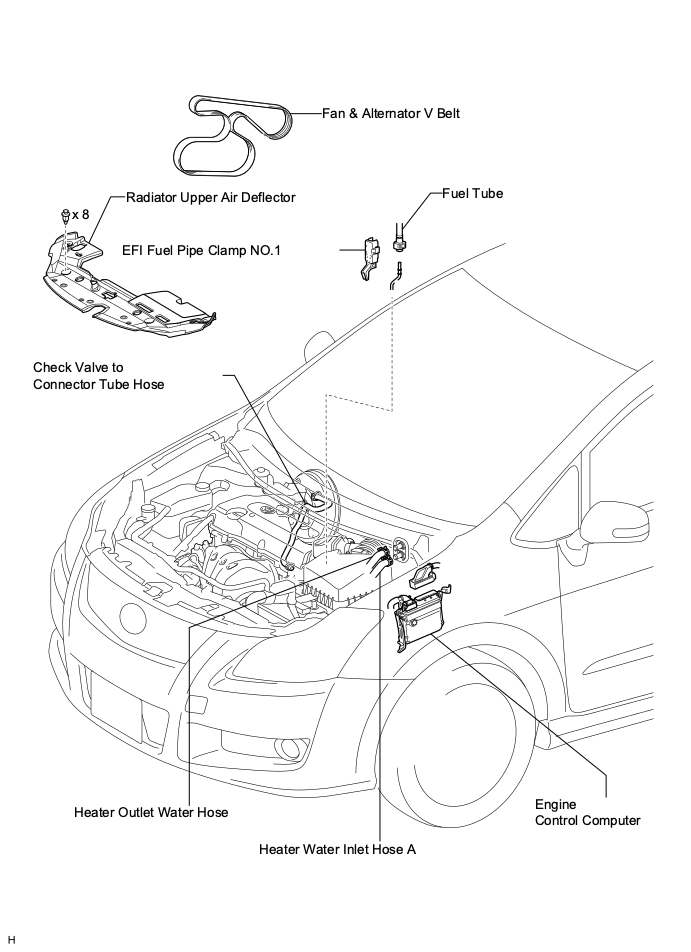 Fan & Alternator V Belt
Radiator Upper Air Deflector
Fuel Tube
x 8
EFI Fuel Pipe Clamp NO.1
Check Valve to
Connector Tube Hose
Heater Outlet Water Hose
Engine
Control Computer
Heater Water Inlet Hose A
H